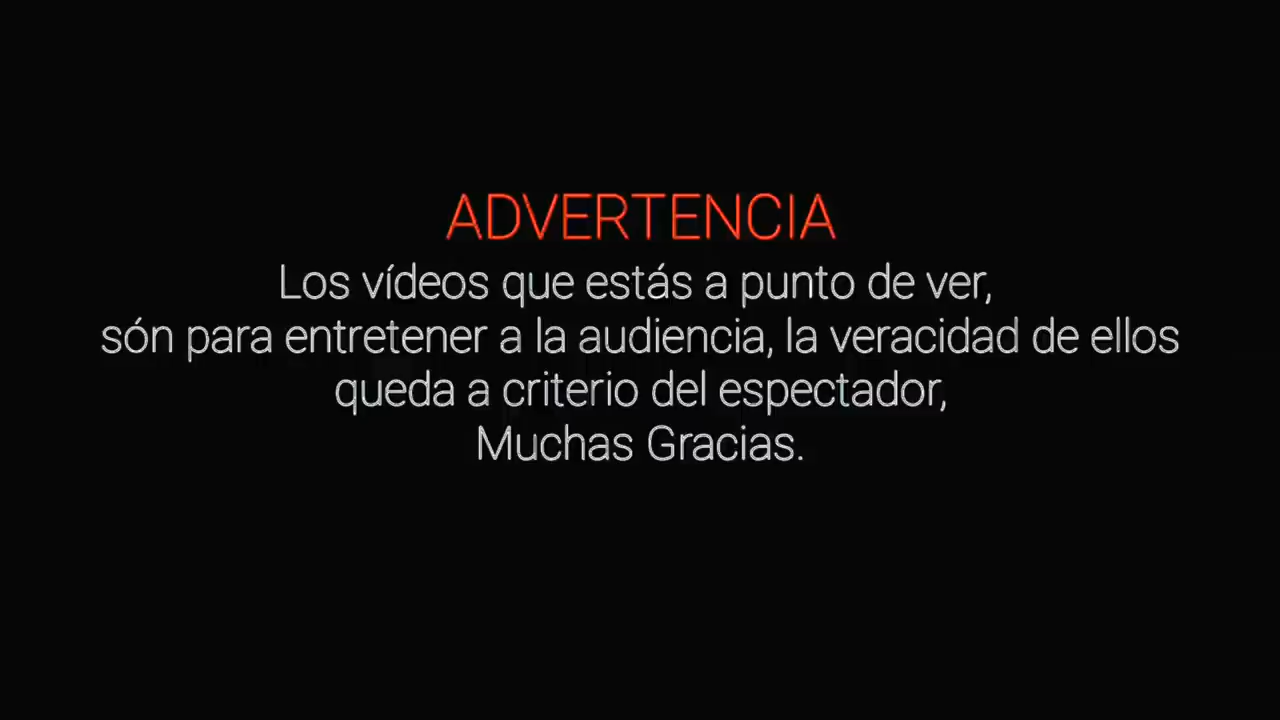 ADVERTENCIA
Los vídeos que estás a punto de ver,
són para entretener a la audiencia, la veracidad de ellos
queda a criterio del espectador,
Muchas Gracias.